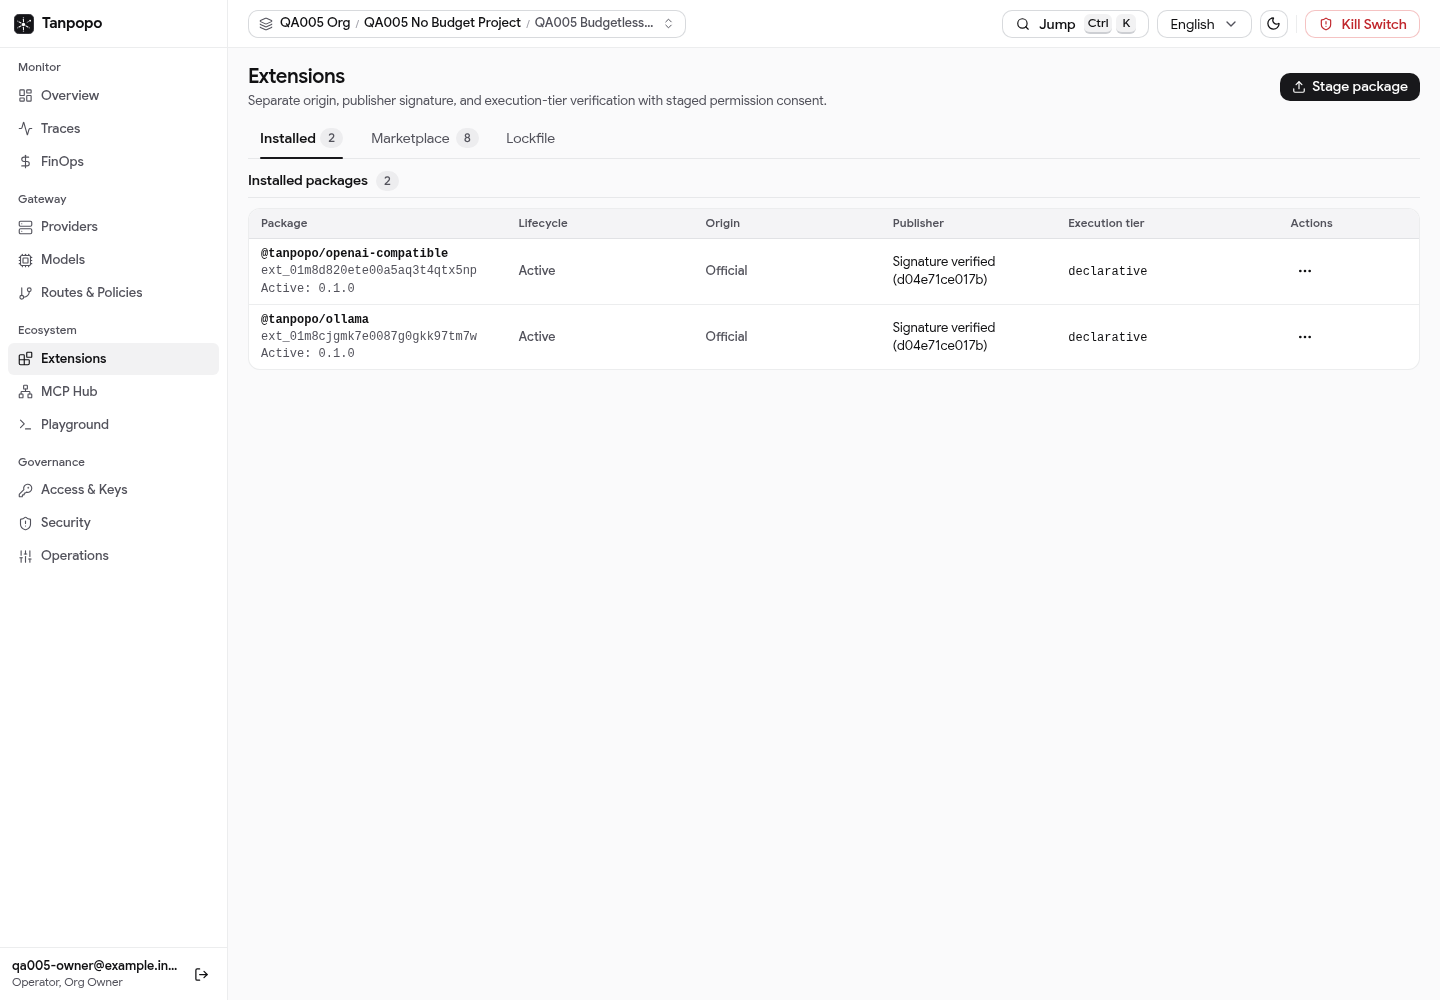 Tanpopo
QA005 Org / QA005 No Budget Project / QA005 Budgetless...
Jump Ctrl K
English
Kill Switch
Monitor
Overview
Traces
FinOps
Gateway
Providers
Models
Routes & Policies
Ecosystem
Extensions
MCP Hub
Playground
Governance
Access & Keys
Security
Operations
qa005-owner@example.in...
Operator, Org Owner
Extensions
Separate origin, publisher signature, and execution-tier verification with staged permission consent.
Stage package
Installed 2 Marketplace 8 Lockfile
Installed packages 2
Package Lifecycle Origin Publisher Execution tier Actions
@tanpopo/openai-compatible
ext_01m8d820ete00a5aq3t4qtx5np
Active: 0.1.0
Active
Official
Signature verified
(d04e71ce017b)
declarative
@tanpopo/ollama
ext_01m8cjgmk7e0087g0gkk97tm7w
Active: 0.1.0
Active
Official
Signature verified
(d04e71ce017b)
declarative